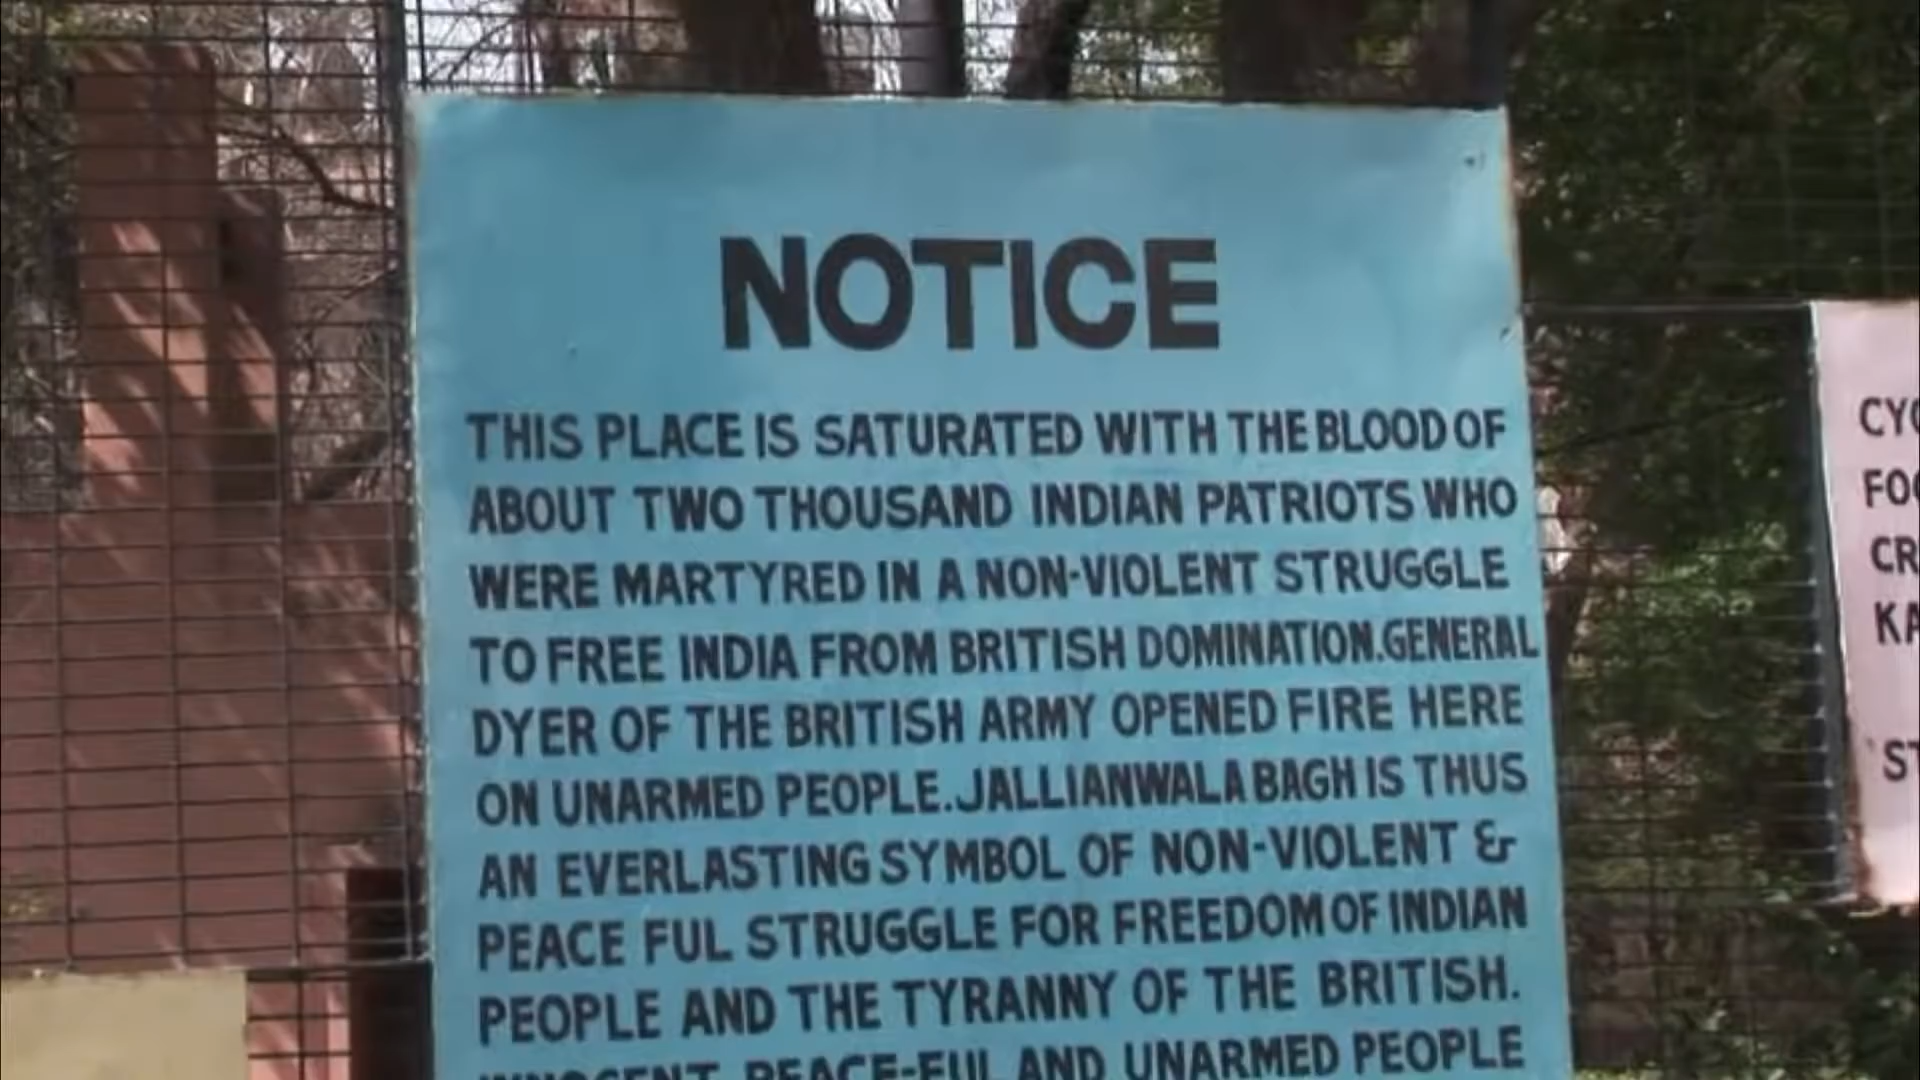 NOTICE
THIS PLACE IS SATURATED WITH THE BLOOD OF
ABOUT TWO THOUSAND INDIAN PATRIOTS WHO
WERE MARTYRED IN A NON-VIOLENT STRUGGLE
TO FREE INDIA FROM BRITISH DOMINATION.GENERAL
DYER OF THE BRITISH ARMY OPENED FIRE HERE
ON UNARMED PEOPLE.JALLIANWALA BAGH IS THUS
AN EVERLASTING SYMBOL OF NON-VIOLENT &
PEACE FUL STRUGGLE FOR FREEDOM OF INDIAN
PEOPLE AND THE TYRANNY OF THE BRITISH.
INNOCENT, PEACE-FUL AND UNARMED PEOPLE